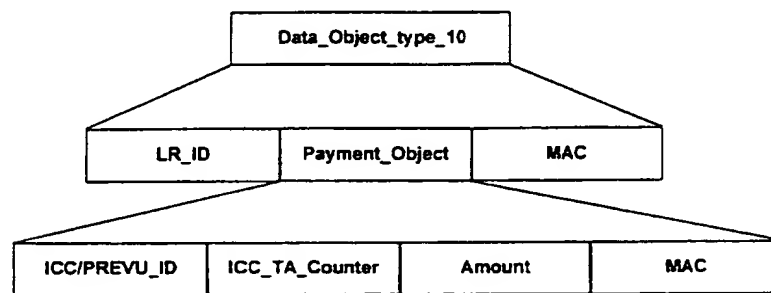 Data_Object_type_10
LR_ID Payment_Object MAC
ICC/PREVU_ID ICC_TA_Counter Amount MAC